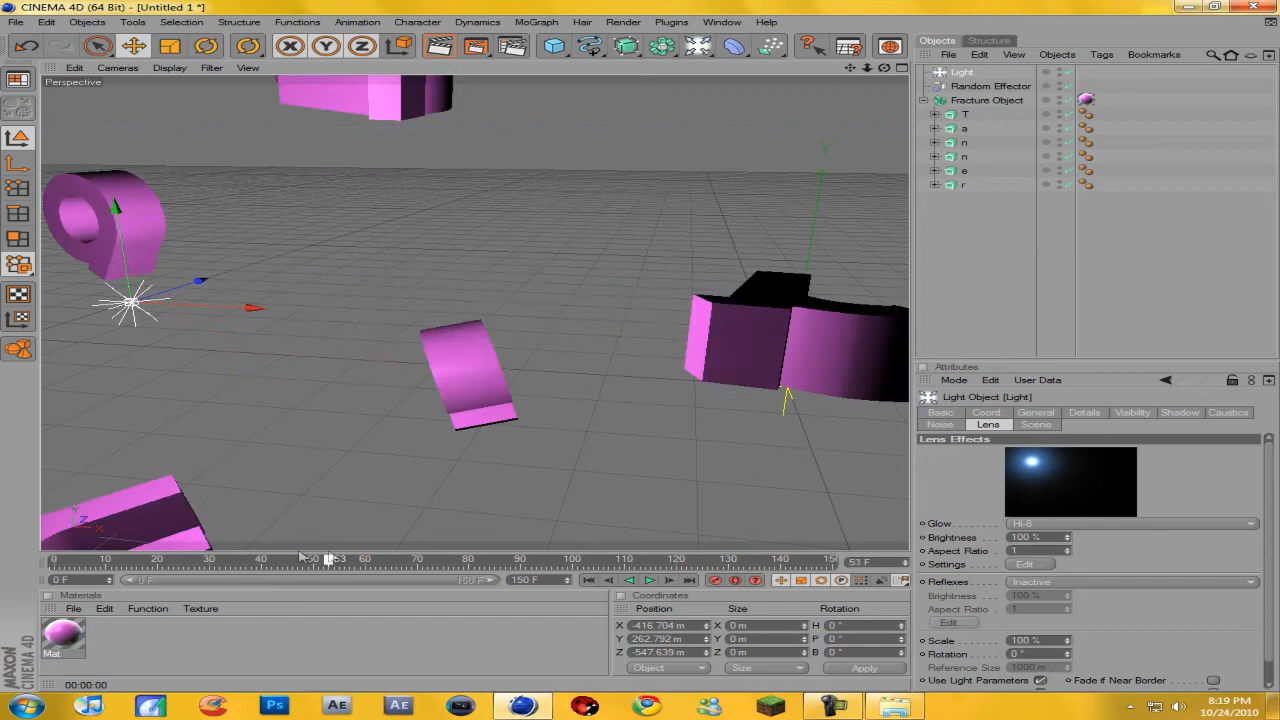 CINEMA 4D (64 Bit) - [Untitled 1 *]
File Edit Objects Tools Selection Structure Functions Animation Character Dynamics MoGraph Hair Render Plugins Window Help
Edit Cameras Display Filter View
Perspective
Y
Z
X
0 10 20 30 40 50 53 60 70 80 90 100 110 120 130 140 150
53 F
0 F
0 F
150 F
150 F
Materials
File Edit Function Texture
Mat
Coordinates
Position Size Rotation
X -416.704 m X 0 m H 0 °
Y 262.792 m Y 0 m P 0 °
Z -547.639 m Z 0 m B 0 °
Object Size Apply
00:00:00
MAXON
CINEMA 4D
Objects Structure
File Edit View Objects Tags Bookmarks
Light
Random Effector
Fracture Object
T
a
n
n
e
r
Attributes
Mode Edit User Data
Light Object [Light]
Basic Coord. General Details Visibility Shadow Caustics
Noise Lens Scene
Lens Effects
Glow Hi-8
Brightness 100 %
Aspect Ratio 1
Settings Edit...
Reflexes Inactive
Brightness 100 %
Aspect Ratio 1
Edit...
Scale 100 %
Rotation 0 °
Reference Size 1000 m
Use Light Parameters Fade if Near Border
Ps
Ae
Ae
8:19 PM
10/24/2010